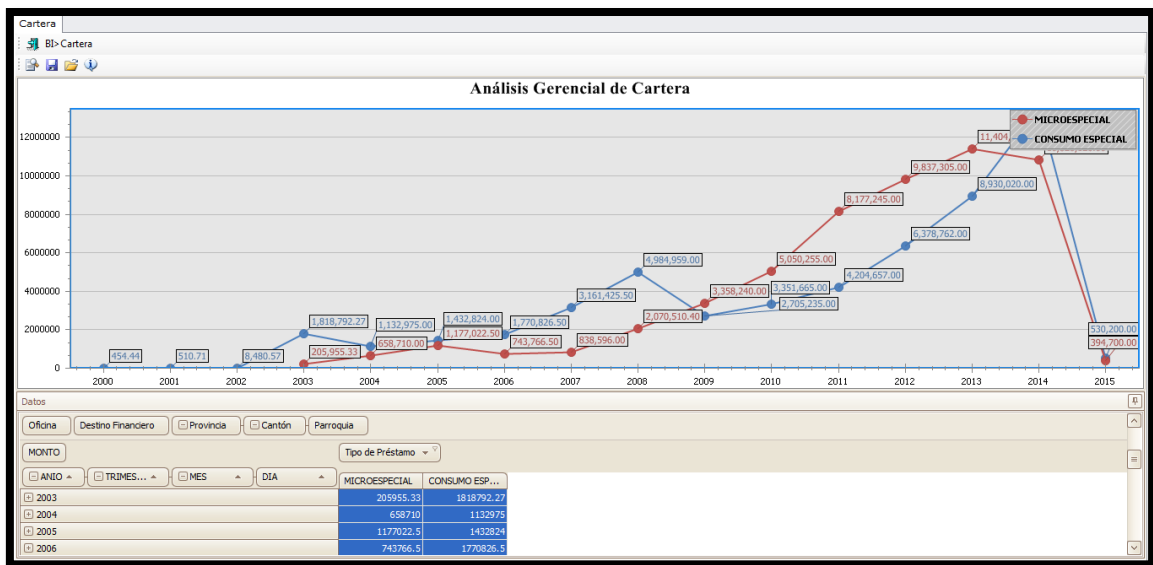 Cartera
BI>Cartera
Análisis Gerencial de Cartera
MICROESPECIAL
CONSUMO ESPECIAL
12000000
10000000
8000000
6000000
4000000
2000000
0
454.44
510.71
8,480.57
1,818,792.27
205,955.33
1,132,975.00
658,710.00
1,432,824.00
1,177,022.50
1,770,826.50
743,766.50
3,161,425.50
838,596.00
4,984,959.00
2,070,510.40
3,358,240.00
2,705,235.00
5,050,255.00
3,351,665.00
8,177,245.00
4,204,657.00
9,837,305.00
6,378,762.00
11,404,
8,930,020.00
530,200.00
394,700.00
2000 2001 2002 2003 2004 2005 2006 2007 2008 2009 2010 2011 2012 2013 2014 2015
Datos
Oficina Destino Financiero Provincia Cantón Parroquia
MONTO Tipo de Préstamo
ANIO TRIMES... MES DIA MICROESPECIAL CONSUMO ESP...
2003 205955.33 1818792.27
2004 658710 1132975
2005 1177022.5 1432824
2006 743766.5 1770826.5